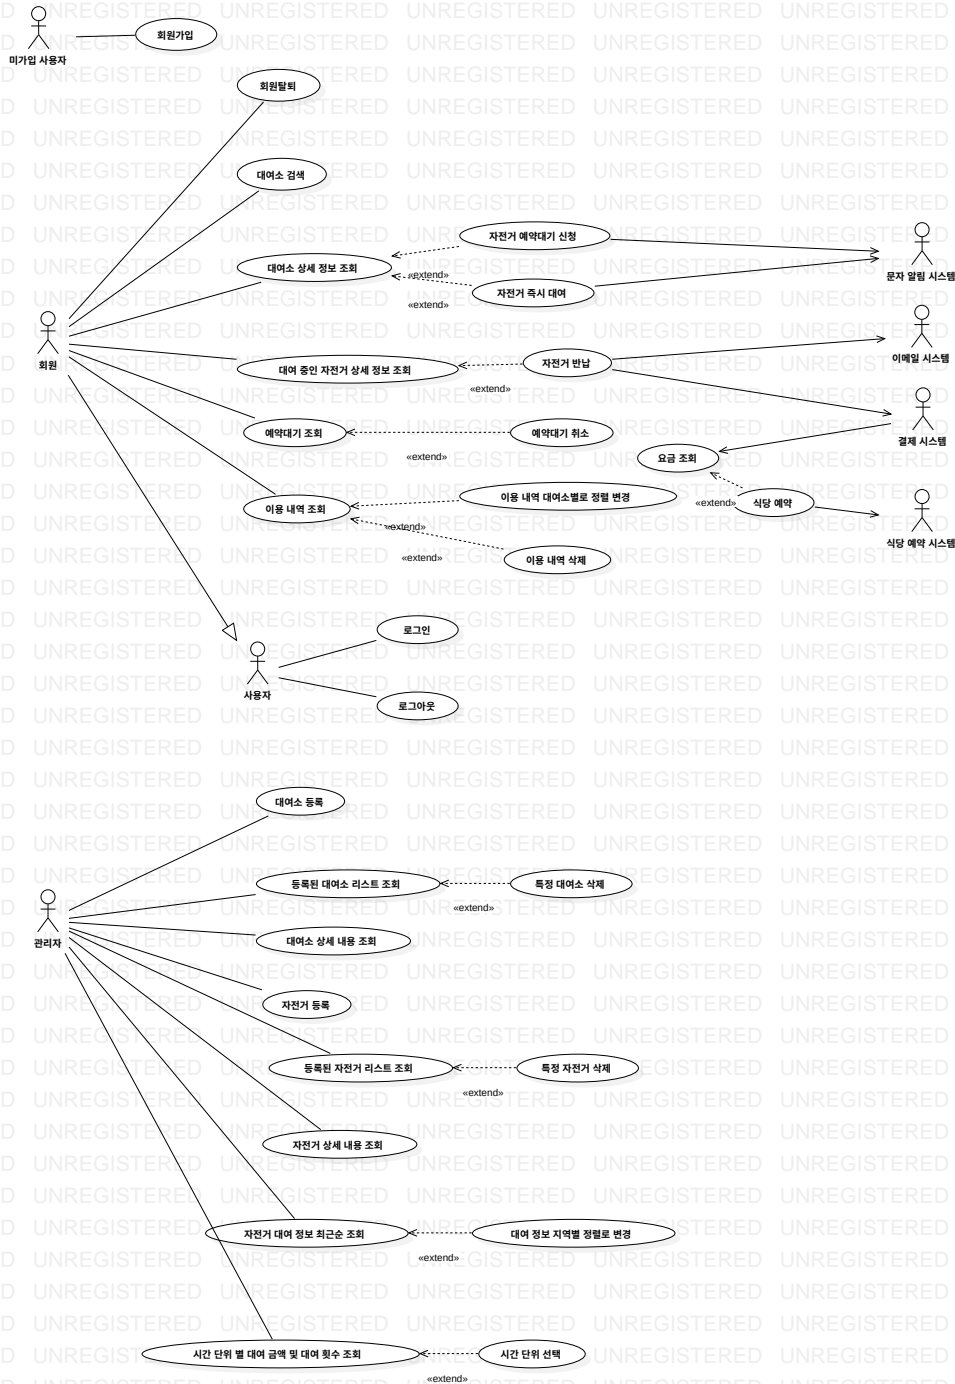 미가입 사용자
회원가입
회원탈퇴
대여소 검색
자전거 예약대기 신청
문자 알림 시스템
대여소 상세 정보 조회
«extend»
자전거 즉시 대여
«extend»
이메일 시스템
회원
대여 중인 자전거 상세 정보 조회
자전거 반납
«extend»
결제 시스템
예약대기 조회
예약대기 취소
«extend»
요금 조회
«extend»
식당 예약
식당 예약 시스템
이용 내역 조회
이용 내역 대여소별로 정렬 변경
«extend»
«extend»
이용 내역 삭제
로그인
사용자
로그아웃
대여소 등록
등록된 대여소 리스트 조회
특정 대여소 삭제
«extend»
관리자
대여소 상세 내용 조회
자전거 등록
등록된 자전거 리스트 조회
특정 자전거 삭제
«extend»
자전거 상세 내용 조회
자전거 대여 정보 최근순 조회
대여 정보 지역별 정렬로 변경
«extend»
시간 단위 별 대여 금액 및 대여 횟수 조회
시간 단위 선택
«extend»
UNREGISTERED